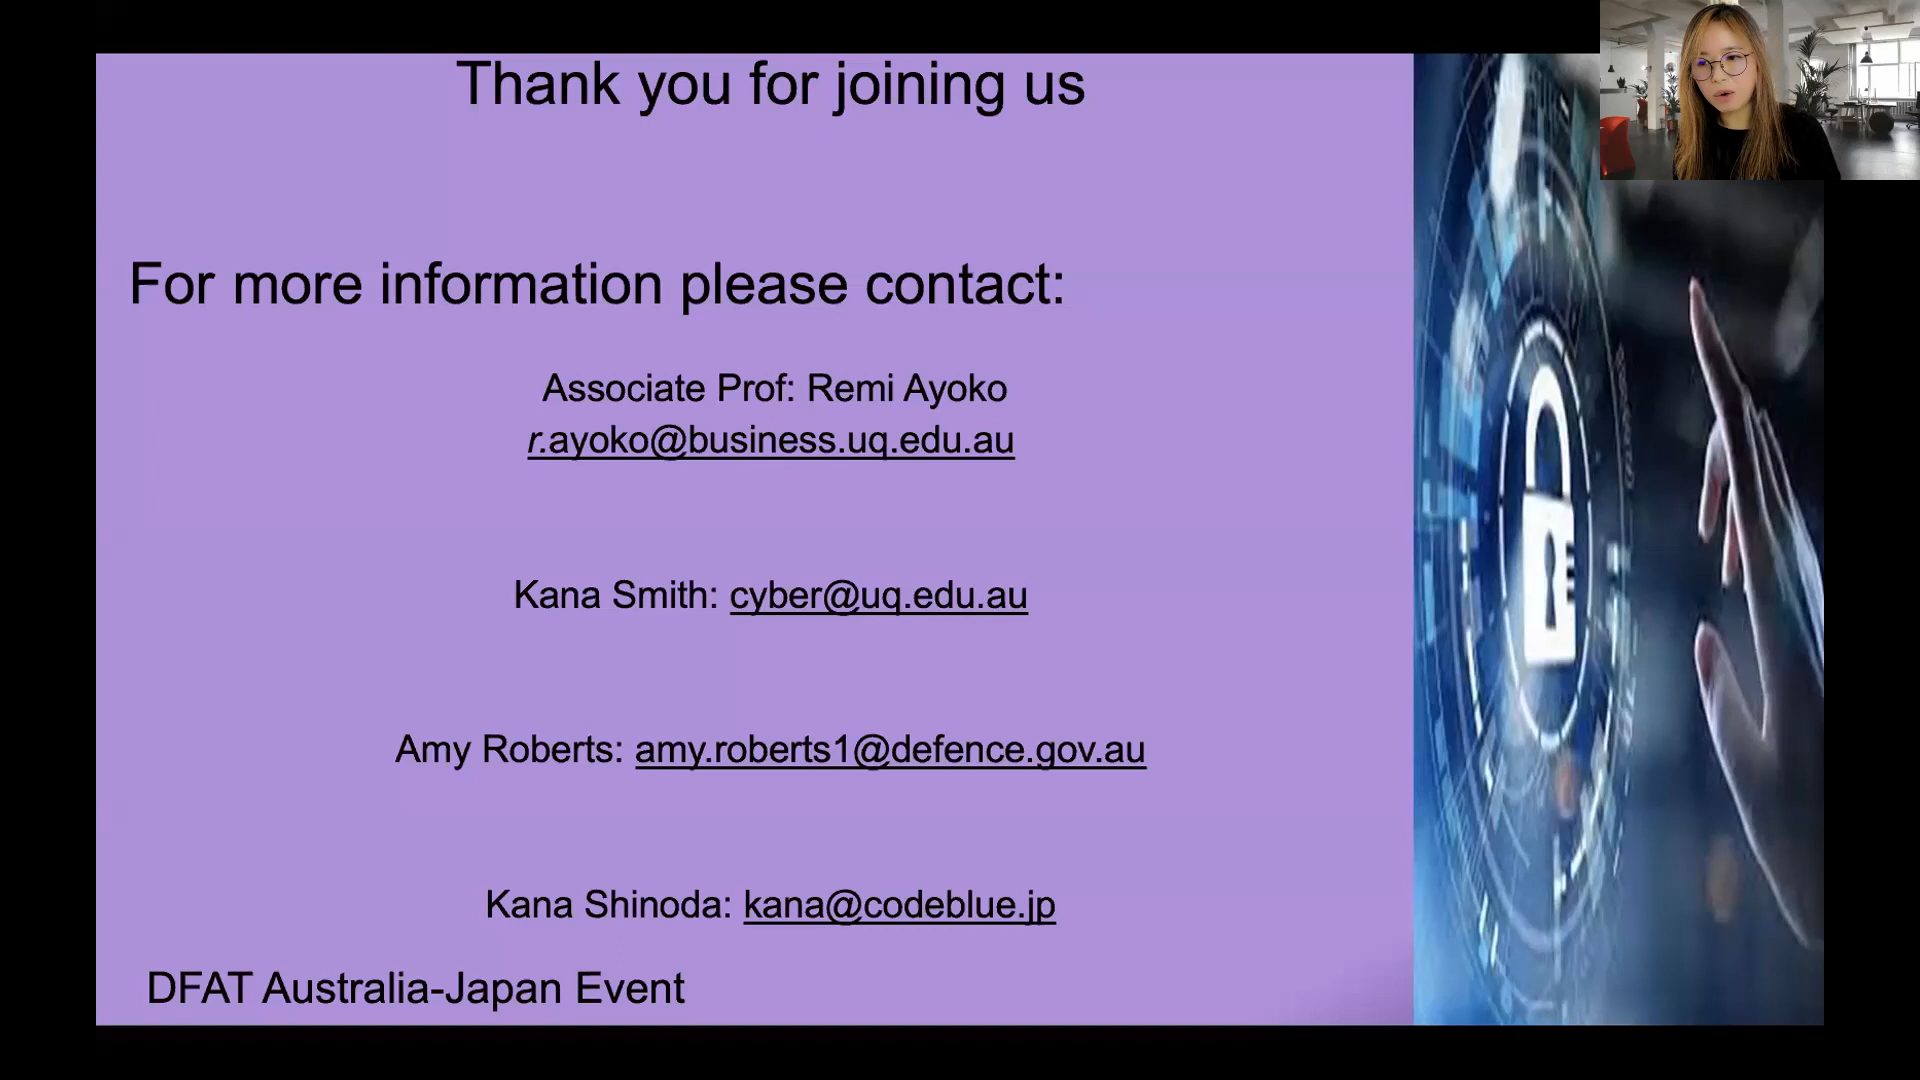 Thank you for joining us
For more information please contact:
Associate Prof: Remi Ayoko
r.ayoko@business.uq.edu.au
Kana Smith: cyber@uq.edu.au
Amy Roberts: amy.roberts1@defence.gov.au
Kana Shinoda: kana@codeblue.jp
DFAT Australia-Japan Event